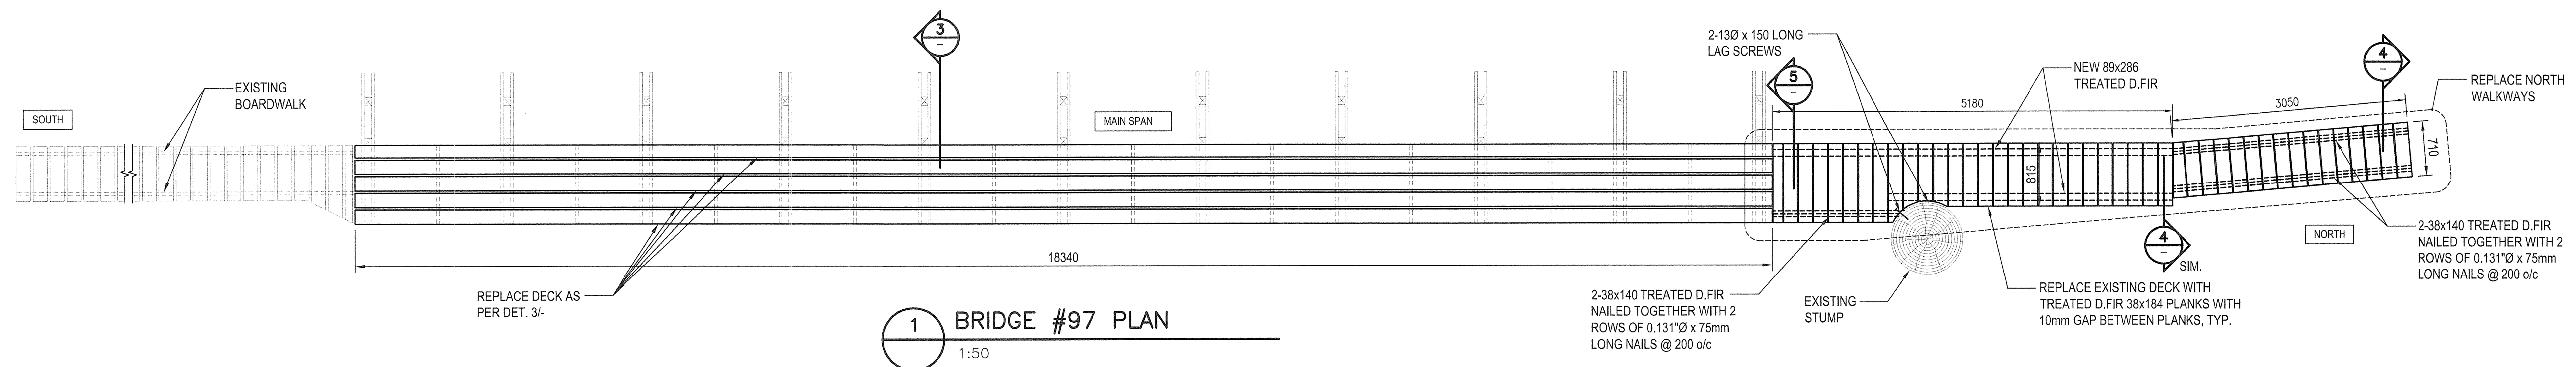 SOUTH
EXISTING
BOARDWALK
3
-
MAIN SPAN
2-13Ø x 150 LONG
LAG SCREWS
5
-
NEW 89x286
TREATED D.FIR
4
-
REPLACE NORTH
WALKWAYS
5180
3050
815
710
18340
REPLACE DECK AS
PER DET. 3/-
2-38x140 TREATED D.FIR
NAILED TOGETHER WITH 2
ROWS OF 0.131"Ø x 75mm
LONG NAILS @ 200 o/c
EXISTING
STUMP
4
-
SIM.
REPLACE EXISTING DECK WITH
TREATED D.FIR 38x184 PLANKS WITH
10mm GAP BETWEEN PLANKS, TYP.
NORTH
2-38x140 TREATED D.FIR
NAILED TOGETHER WITH 2
ROWS OF 0.131"Ø x 75mm
LONG NAILS @ 200 o/c
1
BRIDGE #97 PLAN
1:50